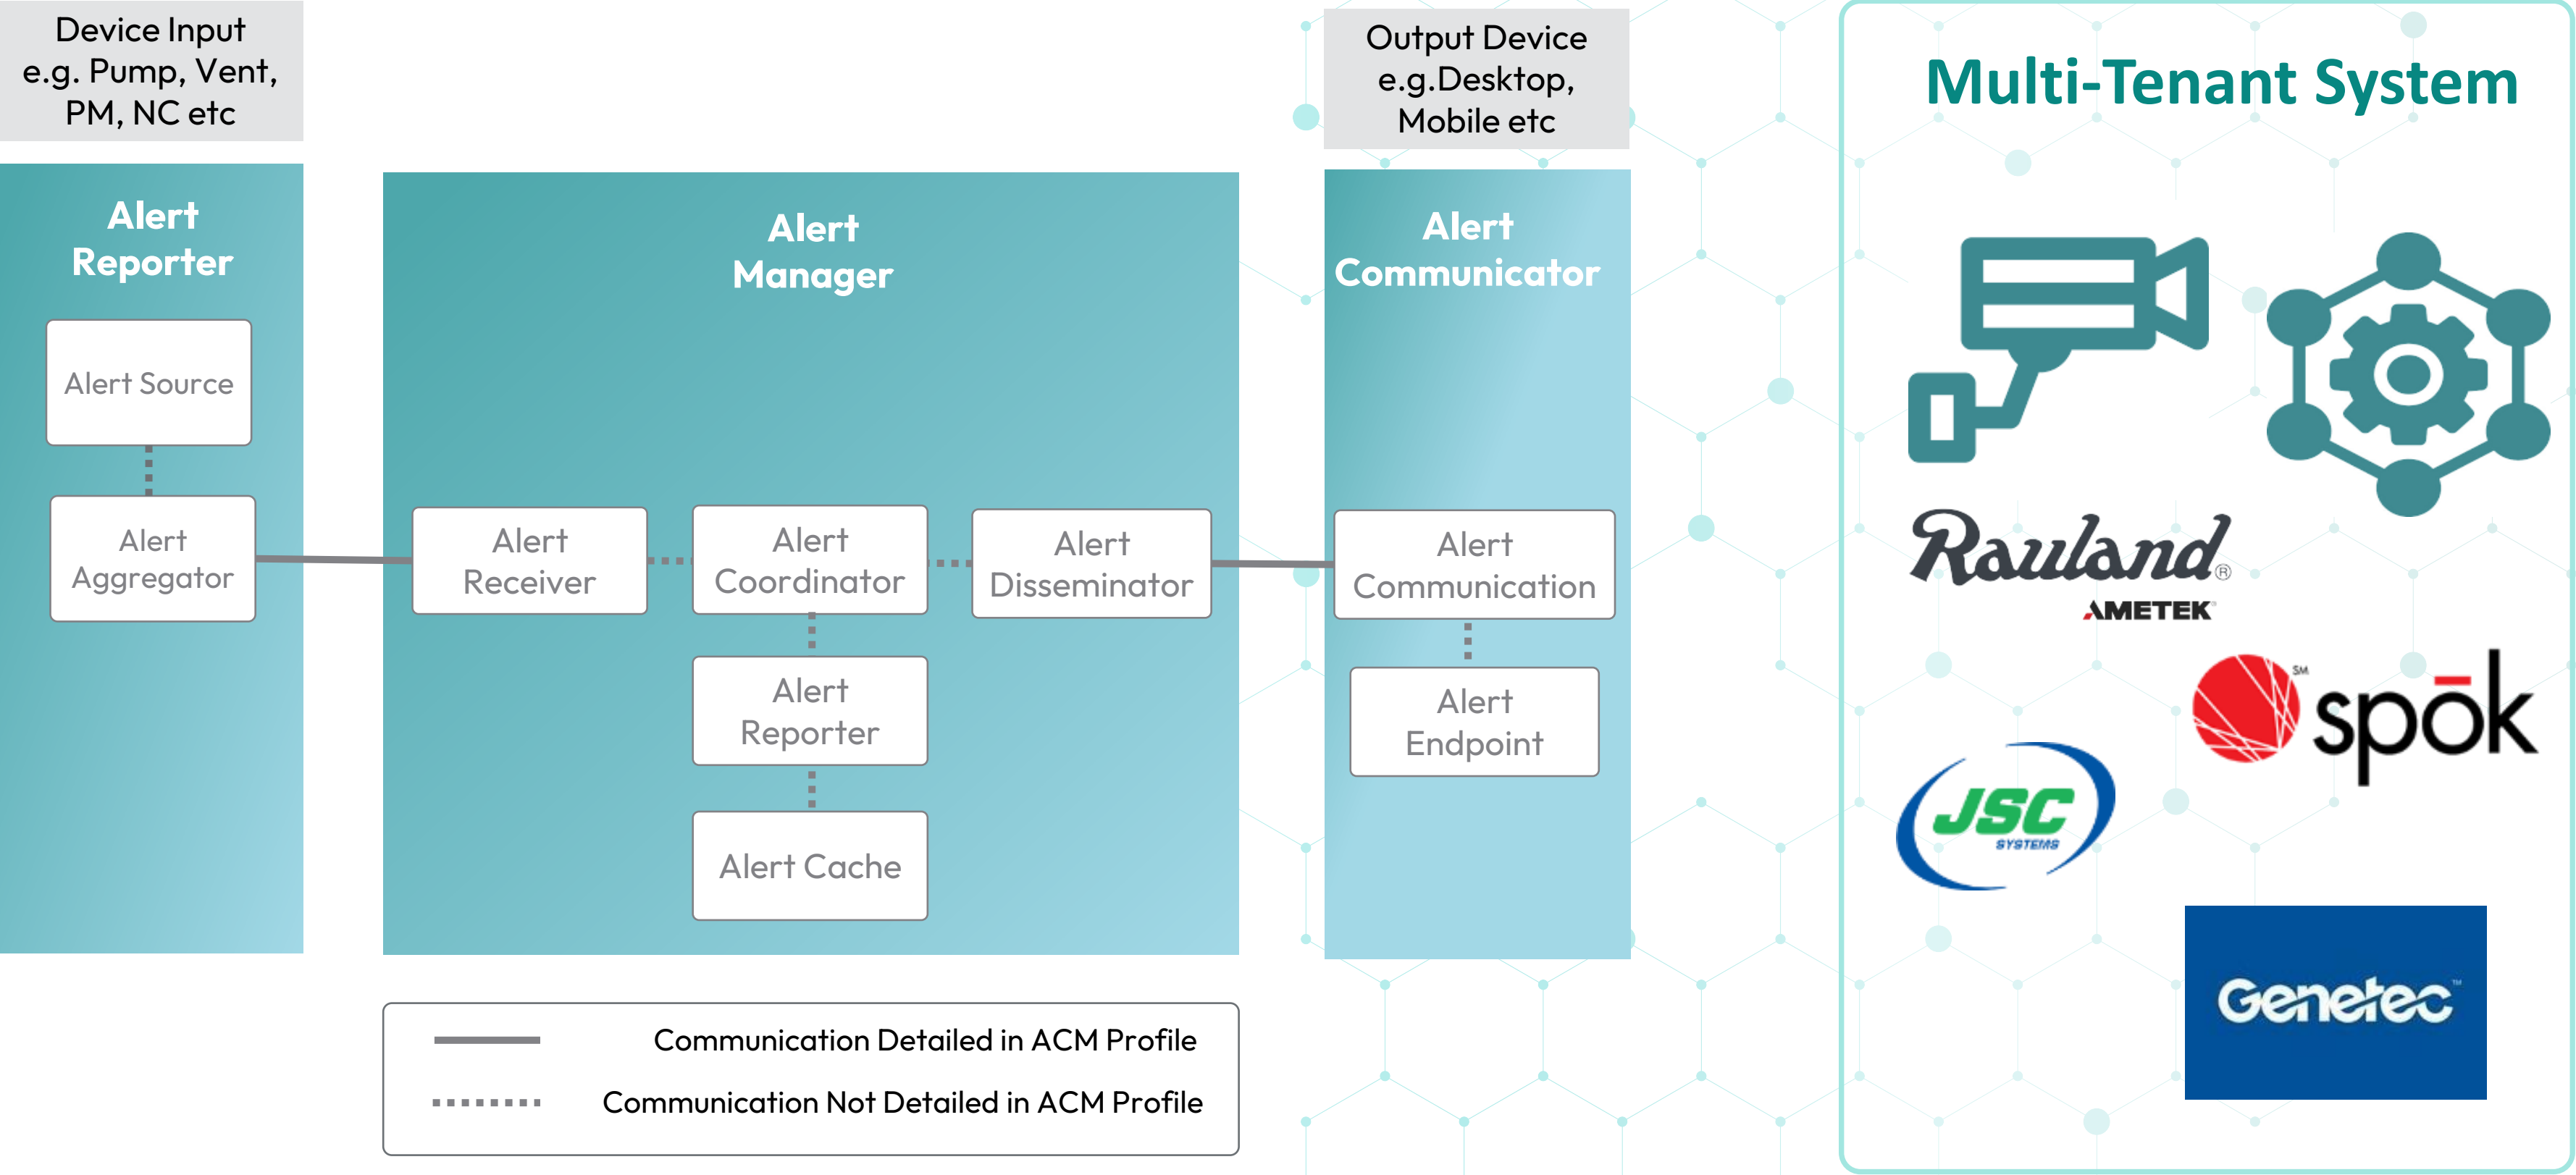 Device Input
e.g. Pump, Vent,
PM, NC etc
Alert
Reporter
Alert Source
Alert
Aggregator
Alert
Manager
Alert
Receiver
Alert
Coordinator
Alert
Disseminator
Alert
Reporter
Alert Cache
Output Device
e.g.Desktop,
Mobile etc
Alert
Communicator
Alert
Communication
Alert
Endpoint
Communication Detailed in ACM Profile
Communication Not Detailed in ACM Profile
Multi-Tenant System
Rauland®
AMETEK®
spōk℠
JSC
SYSTEMS
Genetec™